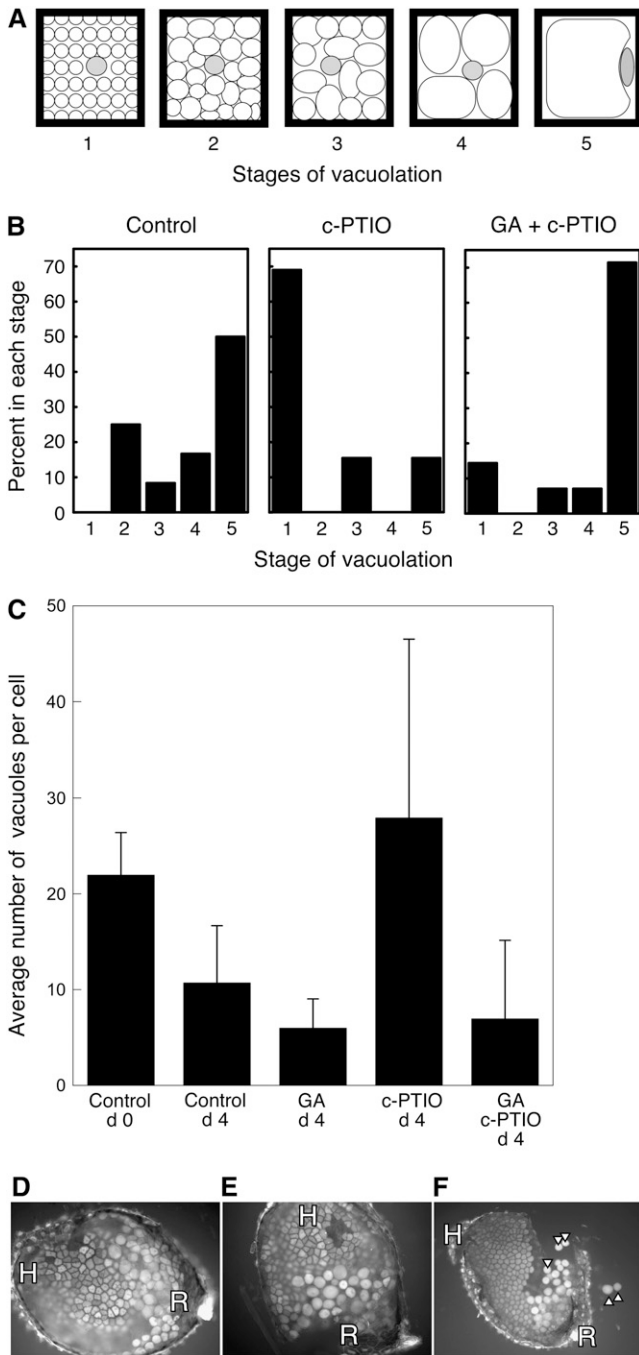 A
1 2 3 4 5
Stages of vacuolation
B
Control c-PTIO GA + c-PTIO
Percent in each stage
70
60
50
40
30
20
10
0
1 2 3 4 5 1 2 3 4 5 1 2 3 4 5
Stage of vacuolation
C
Average number of vacuoles per cell
50
40
30
20
10
0
Control Control GA c-PTIO GA
d 0 d 4 d 4 d 4 c-PTIO
d 4
D E F
H R H R H R